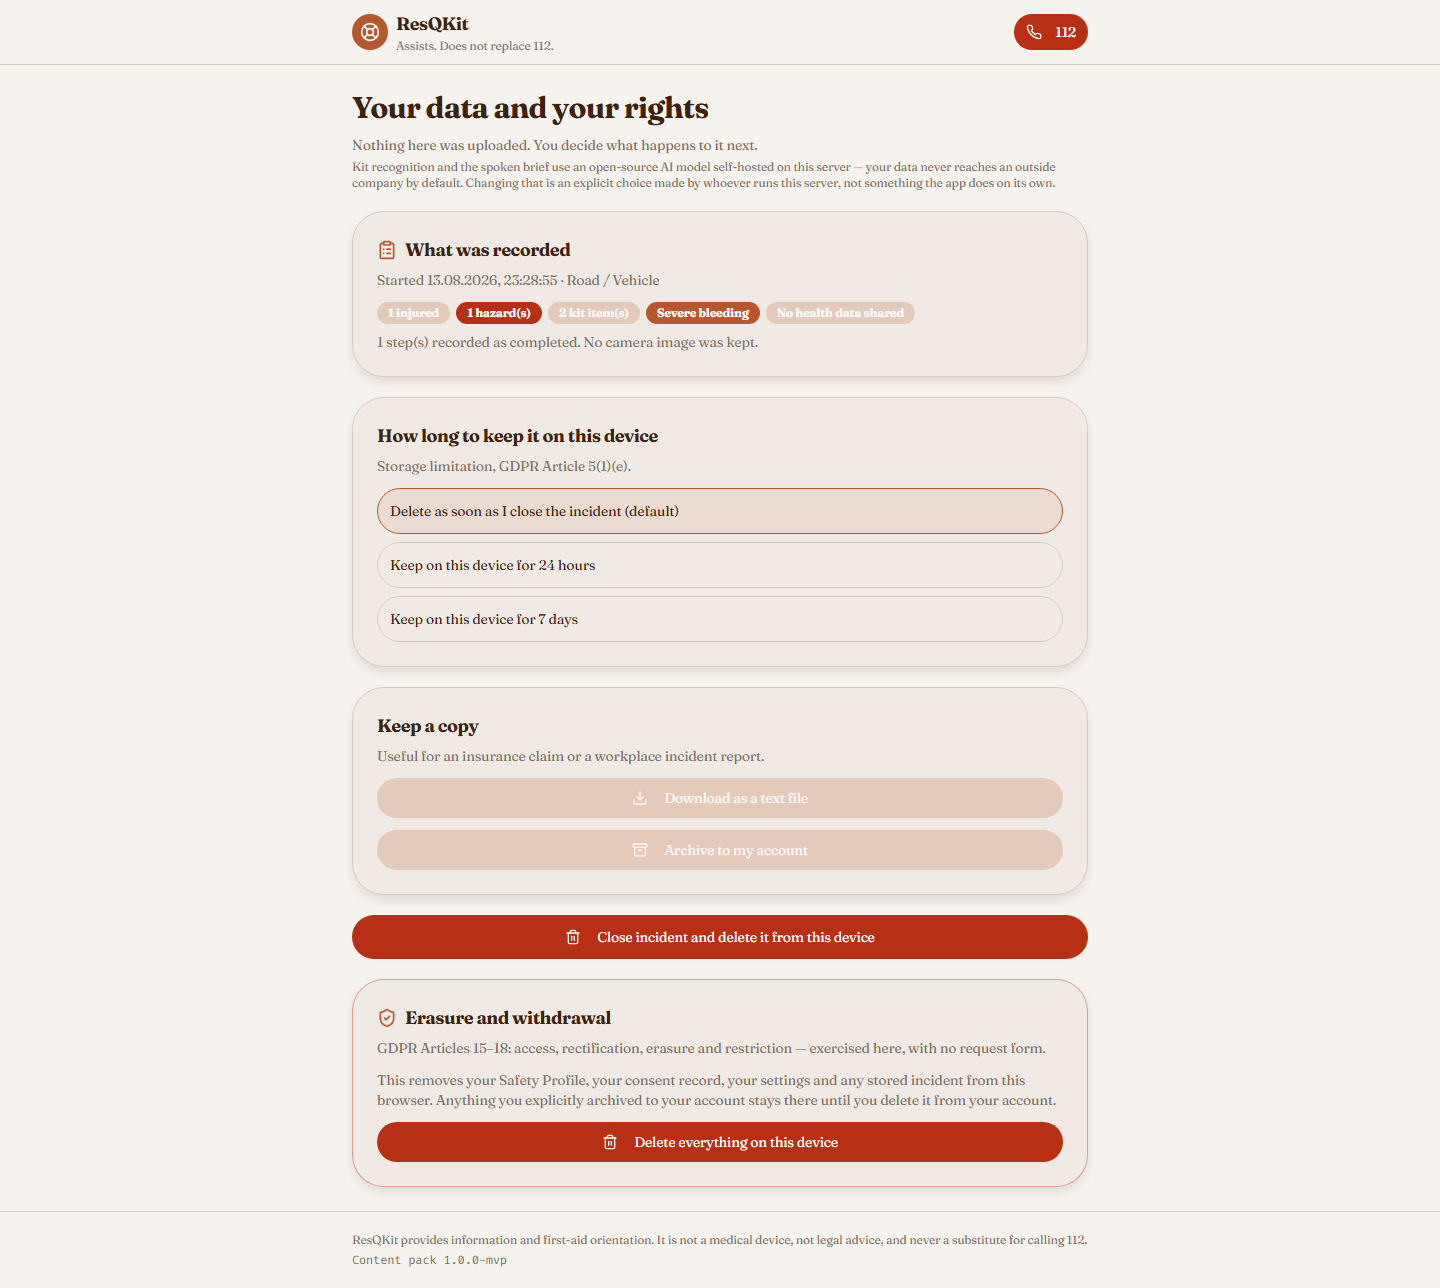 ResQKit
Assists. Does not replace 112.
112
Your data and your rights
Nothing here was uploaded. You decide what happens to it next.
Kit recognition and the spoken brief use an open-source AI model self-hosted on this server — your data never reaches an outside
company by default. Changing that is an explicit choice made by whoever runs this server, not something the app does on its own.
What was recorded
Started 13.08.2026, 23:28:55 · Road / Vehicle
1 injured
1 hazard(s)
2 kit item(s)
Severe bleeding
No health data shared
1 step(s) recorded as completed. No camera image was kept.
How long to keep it on this device
Storage limitation, GDPR Article 5(1)(e).
Delete as soon as I close the incident (default)
Keep on this device for 24 hours
Keep on this device for 7 days
Keep a copy
Useful for an insurance claim or a workplace incident report.
Download as a text file
Archive to my account
Close incident and delete it from this device
Erasure and withdrawal
GDPR Articles 15–18: access, rectification, erasure and restriction — exercised here, with no request form.
This removes your Safety Profile, your consent record, your settings and any stored incident from this
browser. Anything you explicitly archived to your account stays there until you delete it from your account.
Delete everything on this device
ResQKit provides information and first-aid orientation. It is not a medical device, not legal advice, and never a substitute for calling 112.
Content pack 1.0.0-mvp